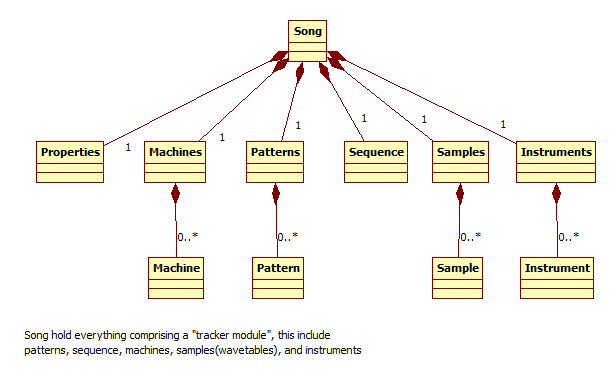 Song
1
1
1
1
1
1
Properties
Machines
Patterns
Sequence
Samples
Instruments
0..*
0..*
0..*
0..*
Machine
Pattern
Sample
Instrument
Song hold everything comprising a "tracker module", this include
patterns, sequence, machines, samples(wavetables), and instruments